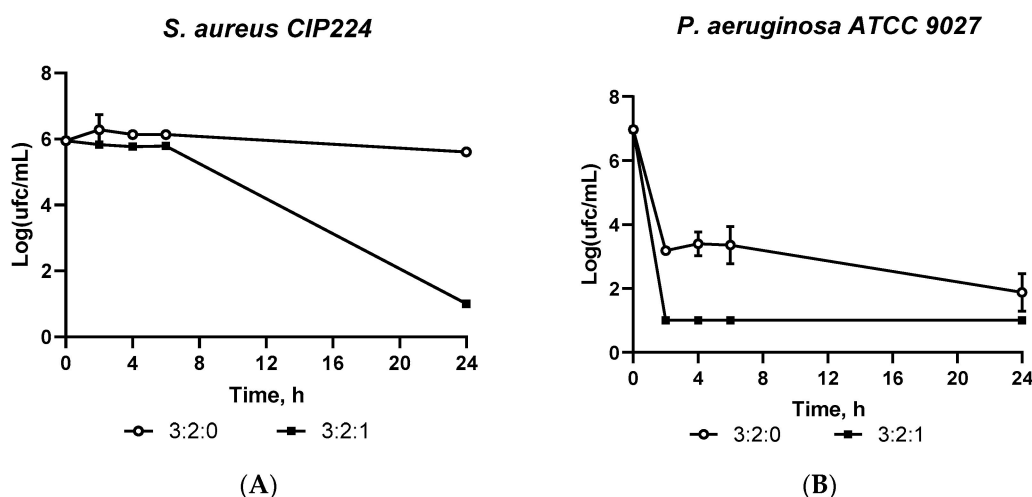 S. aureus CIP224
Log(ufc/mL)
8
6
4
2
0
0 4 8 12 16 20 24
Time, h
3:2:0 3:2:1
(A)
P. aeruginosa ATCC 9027
Log(ufc/mL)
8
6
4
2
0
0 4 8 12 16 20 24
Time, h
3:2:0 3:2:1
(B)